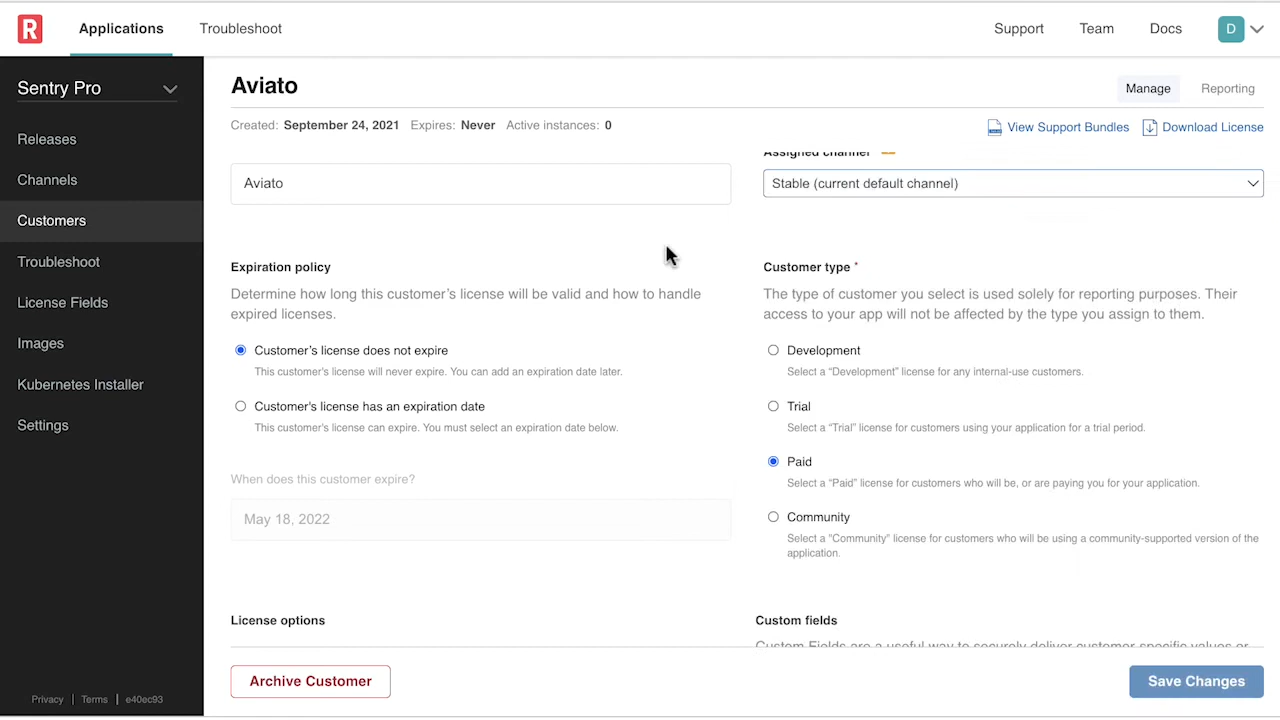 R
Applications
Troubleshoot
Support
Team
Docs
D
Sentry Pro
Releases
Channels
Customers
Troubleshoot
License Fields
Images
Kubernetes Installer
Settings
Privacy | Terms | e40ec93
Aviato
Manage
Reporting
Created: September 24, 2021 Expires: Never Active instances: 0
View Support Bundles
Download License
Assigned channel
Aviato
Stable (current default channel)
Expiration policy
Determine how long this customer's license will be valid and how to handle
expired licenses.
Customer's license does not expire
This customer's license will never expire. You can add an expiration date later.
Customer's license has an expiration date
This customer's license can expire. You must select an expiration date below.
When does this customer expire?
May 18, 2022
Customer type *
The type of customer you select is used solely for reporting purposes. Their
access to your app will not be affected by the type you assign to them.
Development
Select a “Development” license for any internal-use customers.
Trial
Select a “Trial” license for customers using your application for a trial period.
Paid
Select a “Paid” license for customers who will be, or are paying you for your application.
Community
Select a "Community" license for customers who will be using a community-supported version of the
application.
License options
Custom fields
Custom Fields are a useful way to securely deliver customer specific values or
Archive Customer
Save Changes